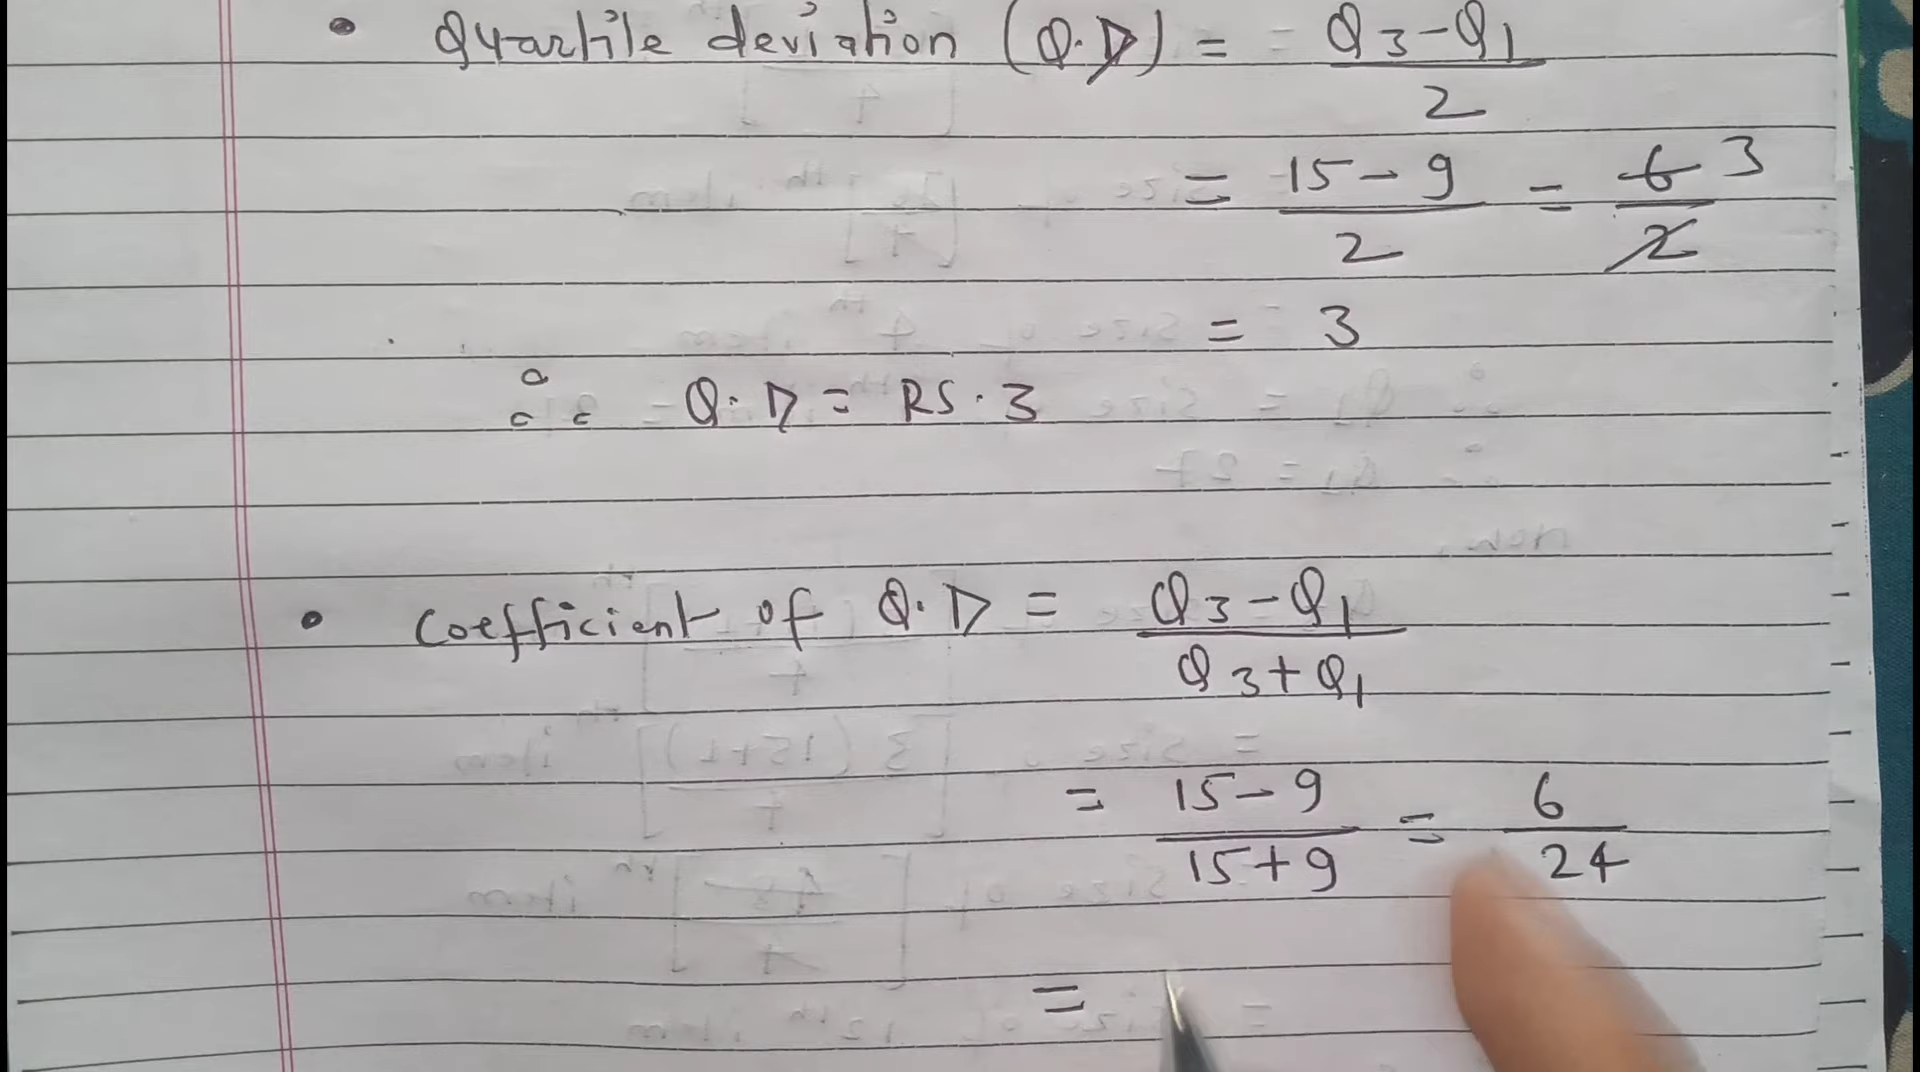 • Quartile deviation (Q.D) = Q3-Q1
2
= 15-9 = 6 3
2 2
= 3
∴ Q.D = RS.3
• Coefficient of Q.D = Q3-Q1
Q3+Q1
= 15-9 = 6
15+9 24
=